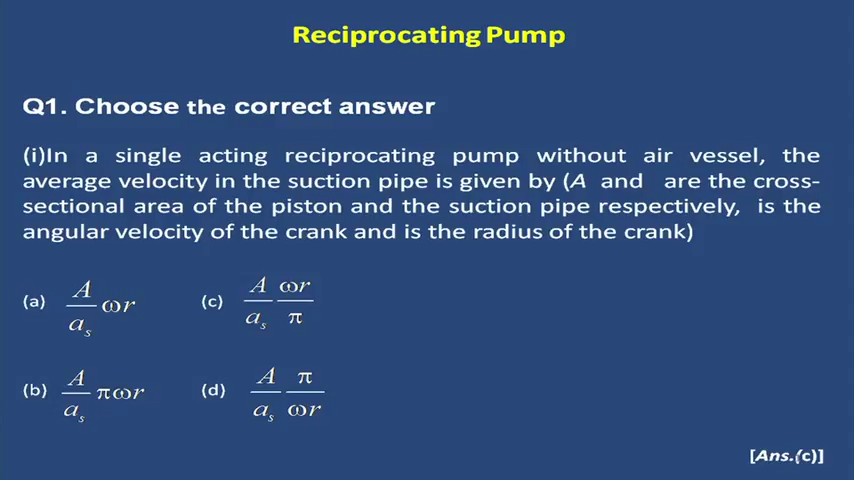 Reciprocating Pump
Q1. Choose the correct answer
(i)In a single acting reciprocating pump without air vessel, the
average velocity in the suction pipe is given by (A and are the cross-
sectional area of the piston and the suction pipe respectively, is the
angular velocity of the crank and is the radius of the crank)
(a) A/a_s ωr (c) A/a_s ωr/π
(b) A/a_s πωr (d) A/a_s π/ωr
[Ans.(c)]